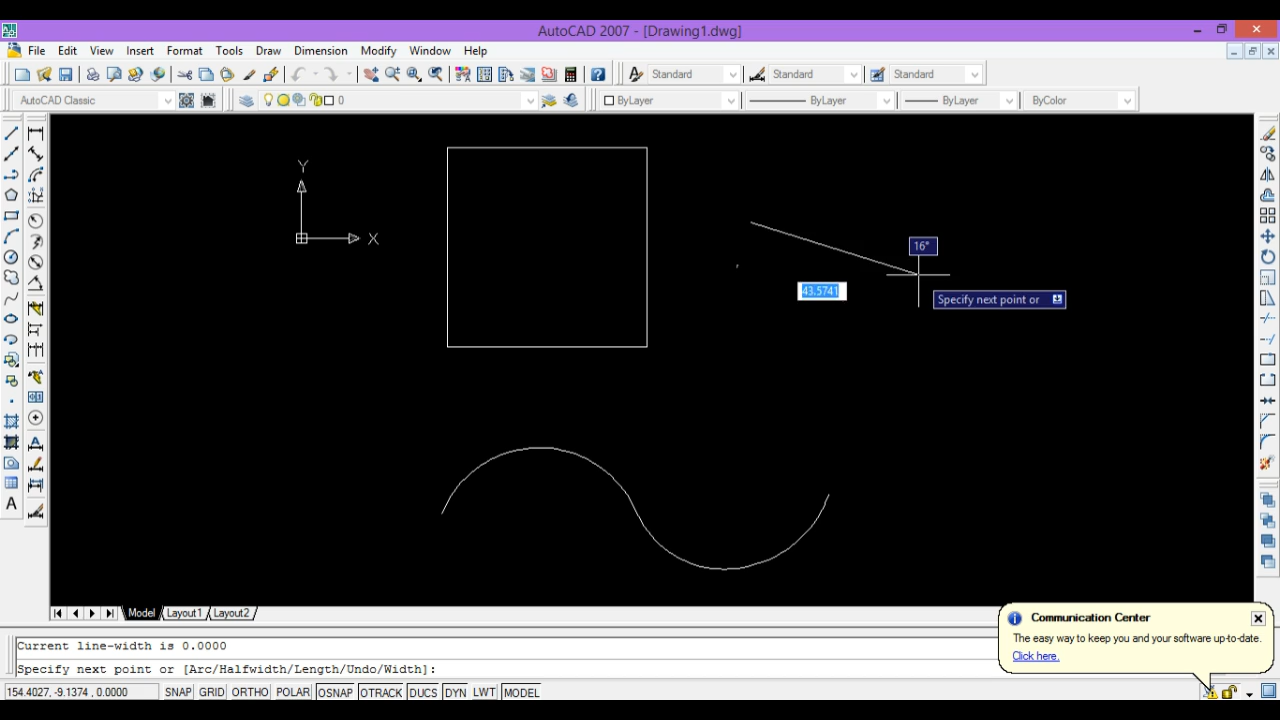 AutoCAD 2007 - [Drawing1.dwg]
File Edit View Insert Format Tools Draw Dimension Modify Window Help
Standard Standard Standard
AutoCAD Classic 0 ByLayer ByLayer ByLayer ByColor
Y
X
16°
43.5741
Specify next point or
Model Layout1 Layout2
Communication Center
The easy way to keep you and your software up-to-date.
Click here.
Current line-width is 0.0000
Specify next point or [Arc/Halfwidth/Length/Undo/Width]:
154.4027, -9.1374 , 0.0000 SNAP GRID ORTHO POLAR OSNAP OTRACK DUCS DYN LWT MODEL
A
A